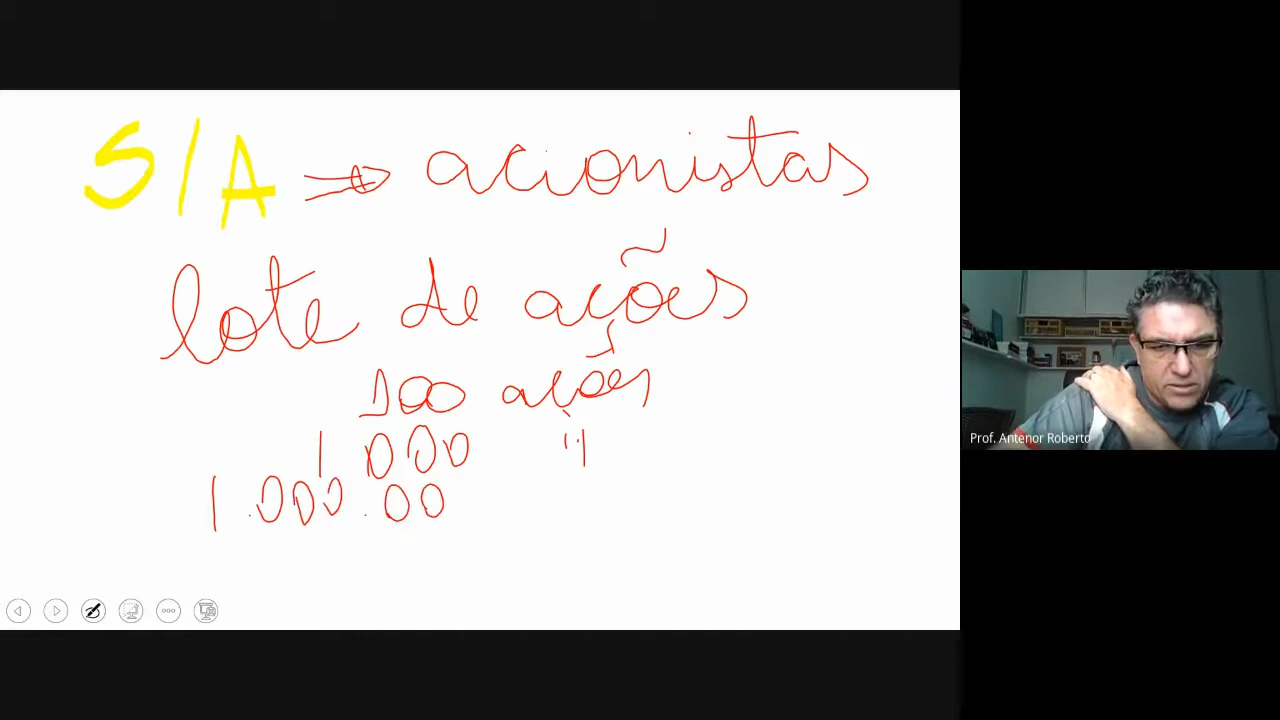 S/A ⇒ acionistas
lote de ações
100 ações
1 000 "
1.000.00
Prof. Antenor Roberto